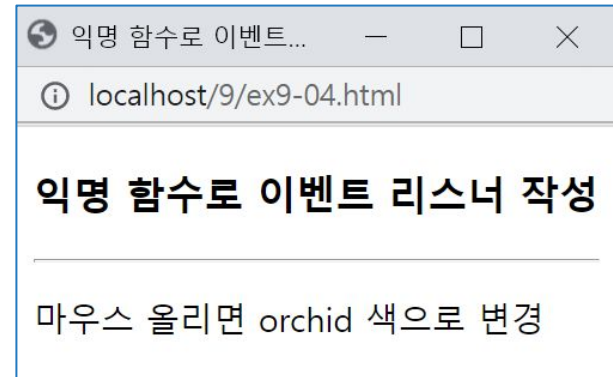 익명 함수로 이벤트...
localhost/9/ex9-04.html
익명 함수로 이벤트 리스너 작성
마우스 올리면 orchid 색으로 변경